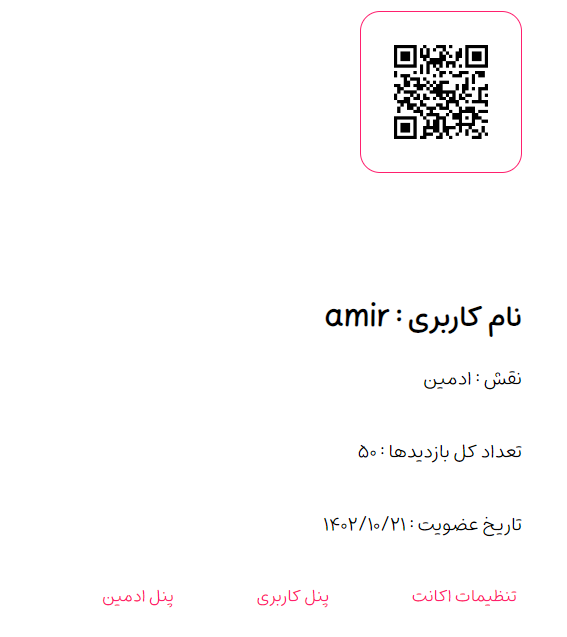 نام کاربری : amir
نقش : ادمین
تعداد کل بازدیدها : ۵۰
تاریخ عضویت : ۱۴۰۲/۱۰/۲۱
تنظیمات اکانت پنل کاربری پنل ادمین